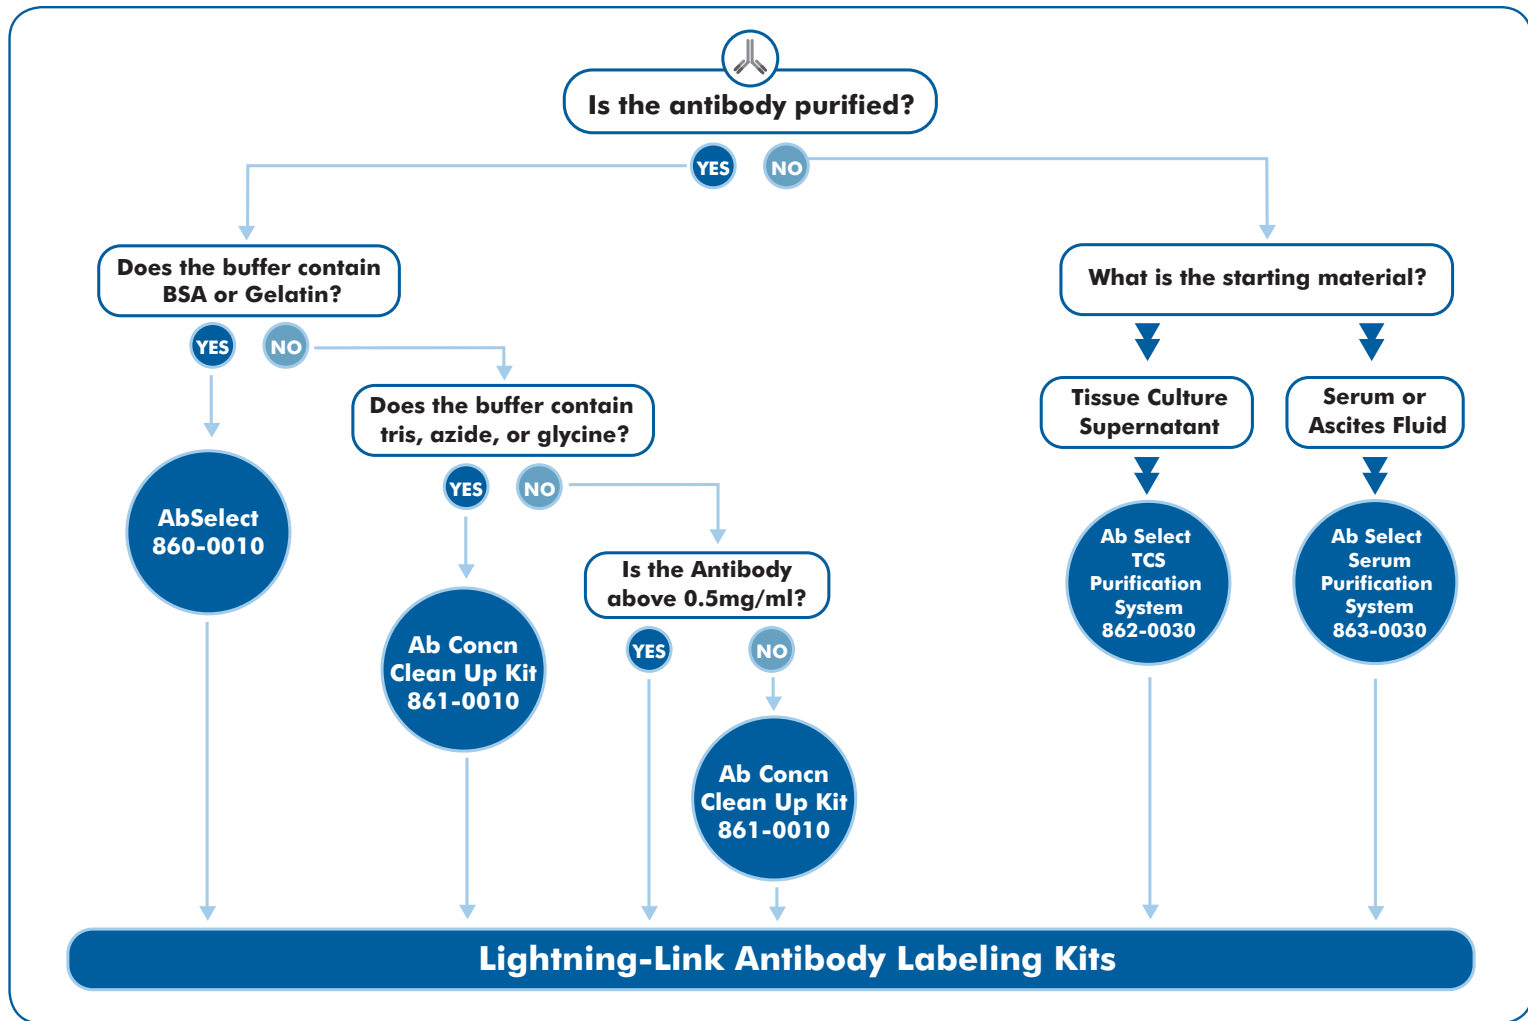 Is the antibody purified?
YES
NO
Does the buffer contain
BSA or Gelatin?
YES
NO
AbSelect
860-0010
Does the buffer contain
tris, azide, or glycine?
YES
NO
Ab Concn
Clean Up Kit
861-0010
Is the Antibody
above 0.5mg/ml?
YES
NO
Ab Concn
Clean Up Kit
861-0010
What is the starting material?
Tissue Culture
Supernatant
Ab Select
TCS
Purification
System
862-0030
Serum or
Ascites Fluid
Ab Select
Serum
Purification
System
863-0030
Lightning-Link Antibody Labeling Kits